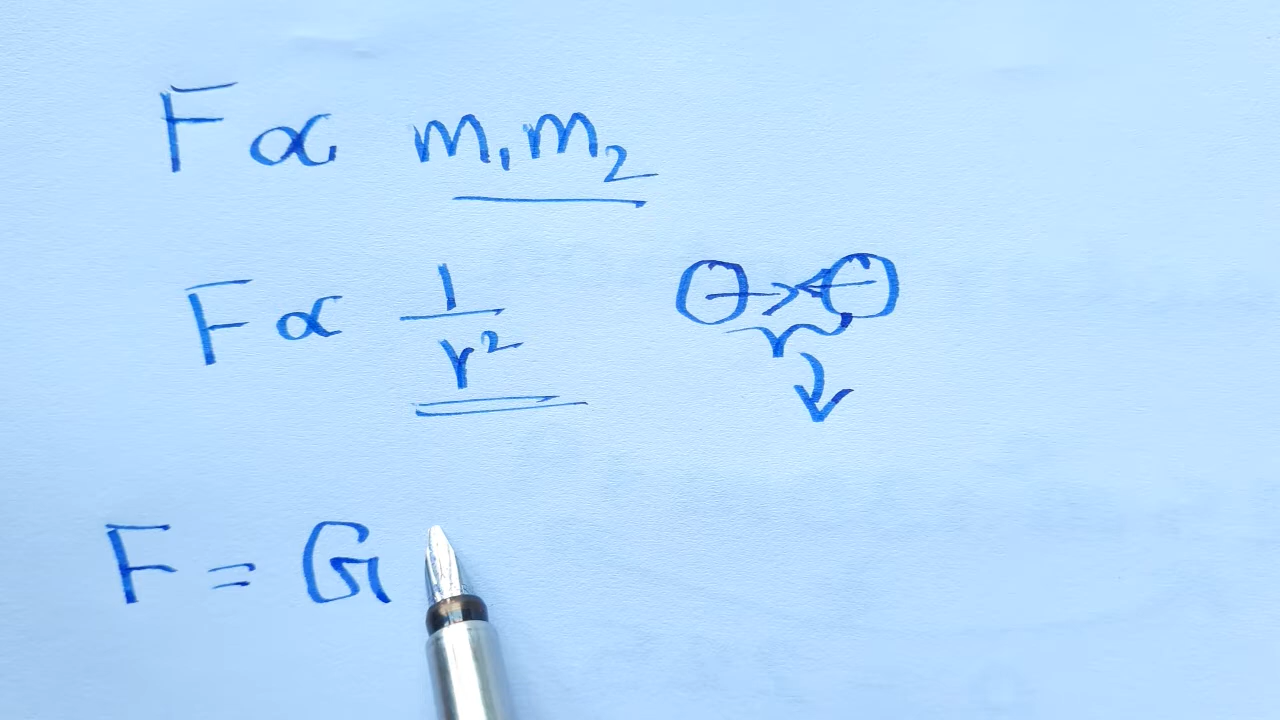 F ∝ m₁m₂
F ∝ 1/r²
r
F = G